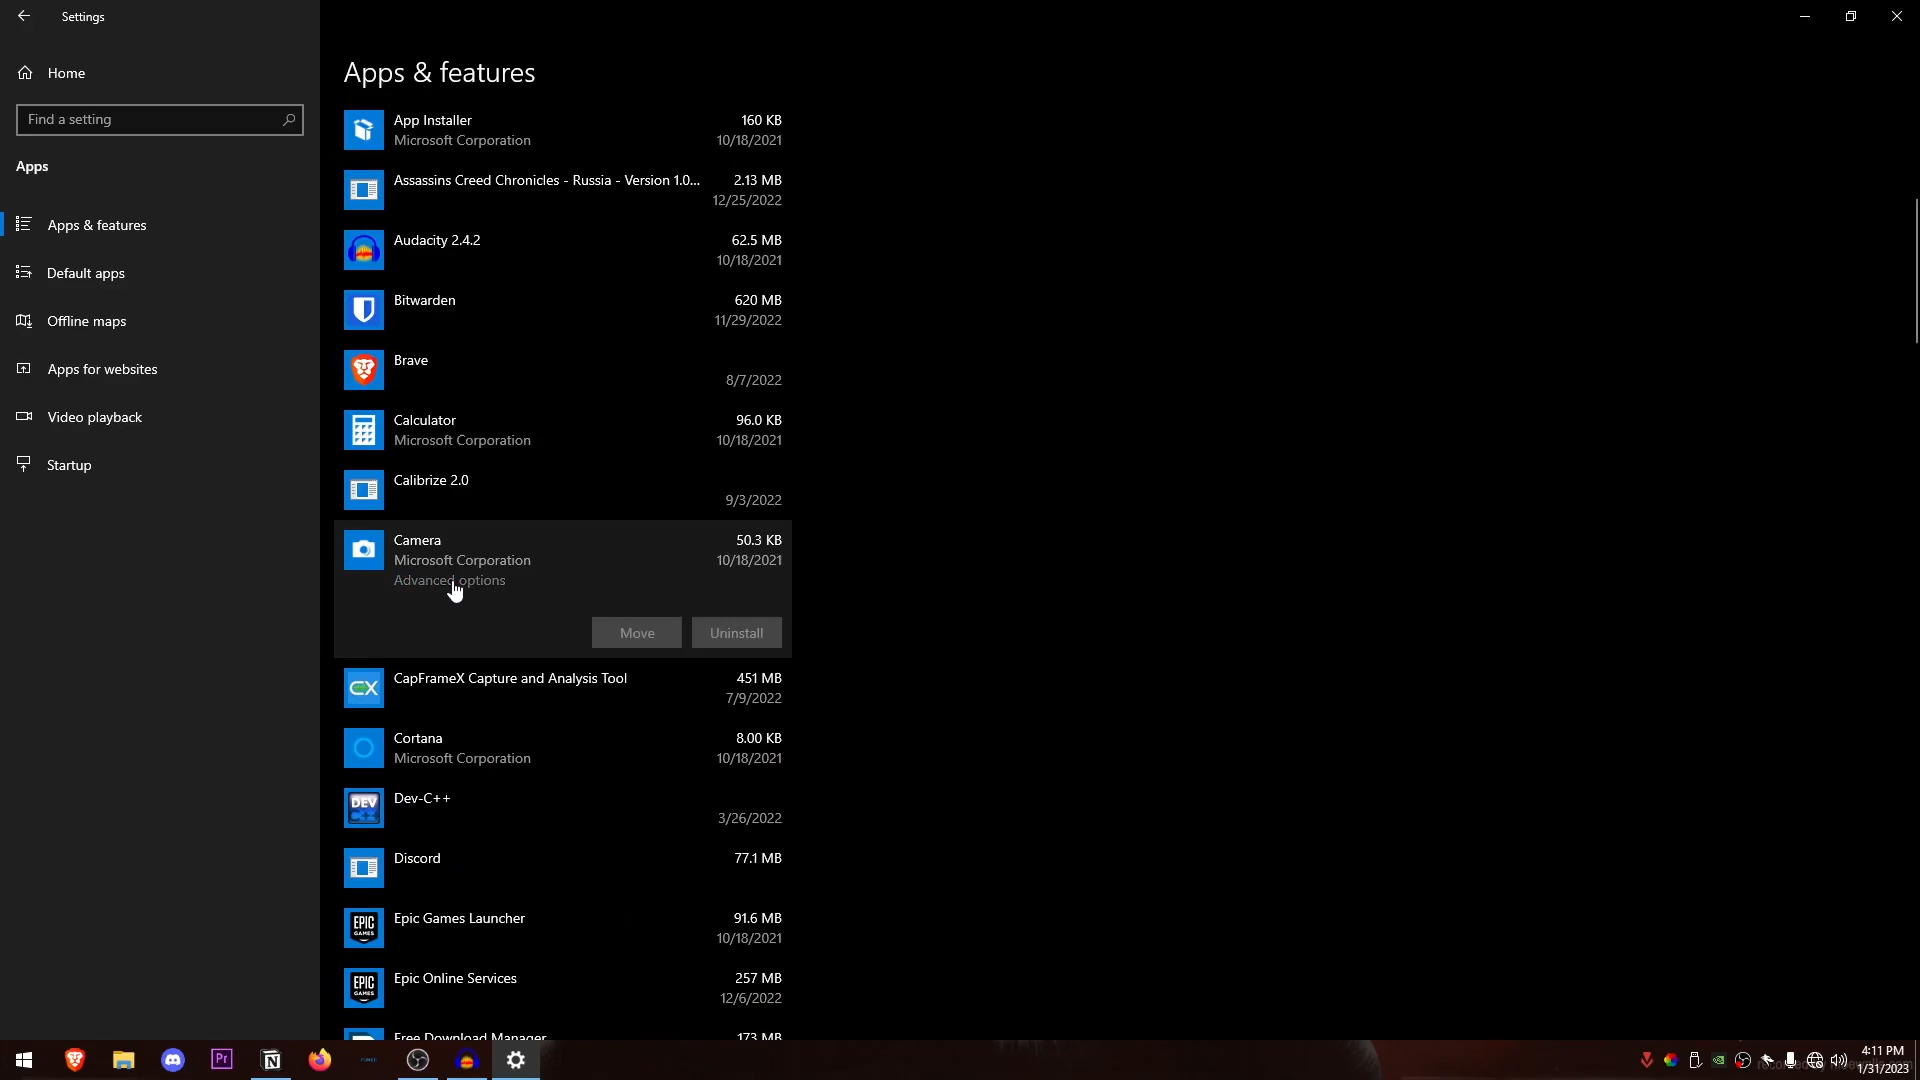 Settings
Home
Find a setting
Apps
Apps & features
Default apps
Offline maps
Apps for websites
Video playback
Startup
Apps & features
App Installer 160 KB
Microsoft Corporation 10/18/2021
Assassins Creed Chronicles - Russia - Version 1.0... 2.13 MB
12/25/2022
Audacity 2.4.2 62.5 MB
10/18/2021
Bitwarden 620 MB
11/29/2022
Brave
8/7/2022
Calculator 96.0 KB
Microsoft Corporation 10/18/2021
Calibrize 2.0
9/3/2022
Camera 50.3 KB
Microsoft Corporation 10/18/2021
Advanced options
Move Uninstall
CX CapFrameX Capture and Analysis Tool 451 MB
7/9/2022
Cortana 8.00 KB
Microsoft Corporation 10/18/2021
DEV C++ Dev-C++
3/26/2022
Discord 77.1 MB
EPIC GAMES Epic Games Launcher 91.6 MB
10/18/2021
EPIC GAMES Epic Online Services 257 MB
12/6/2022
Free Download Manager 173 MB
Pr
4:11 PM
1/31/2023